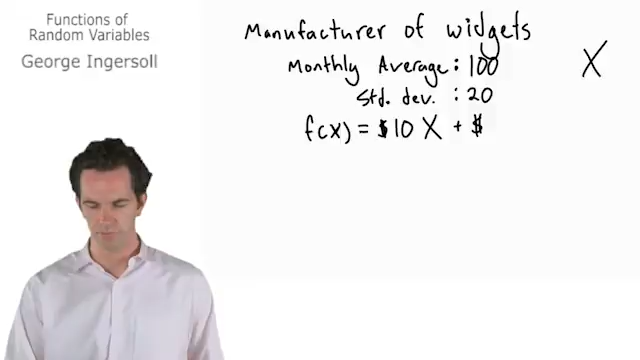 Functions of
Random Variables
George Ingersoll
Manufacturer of widgets
Monthly Average : 100
X
Std. dev. : 20
f(x) = $10 X + $